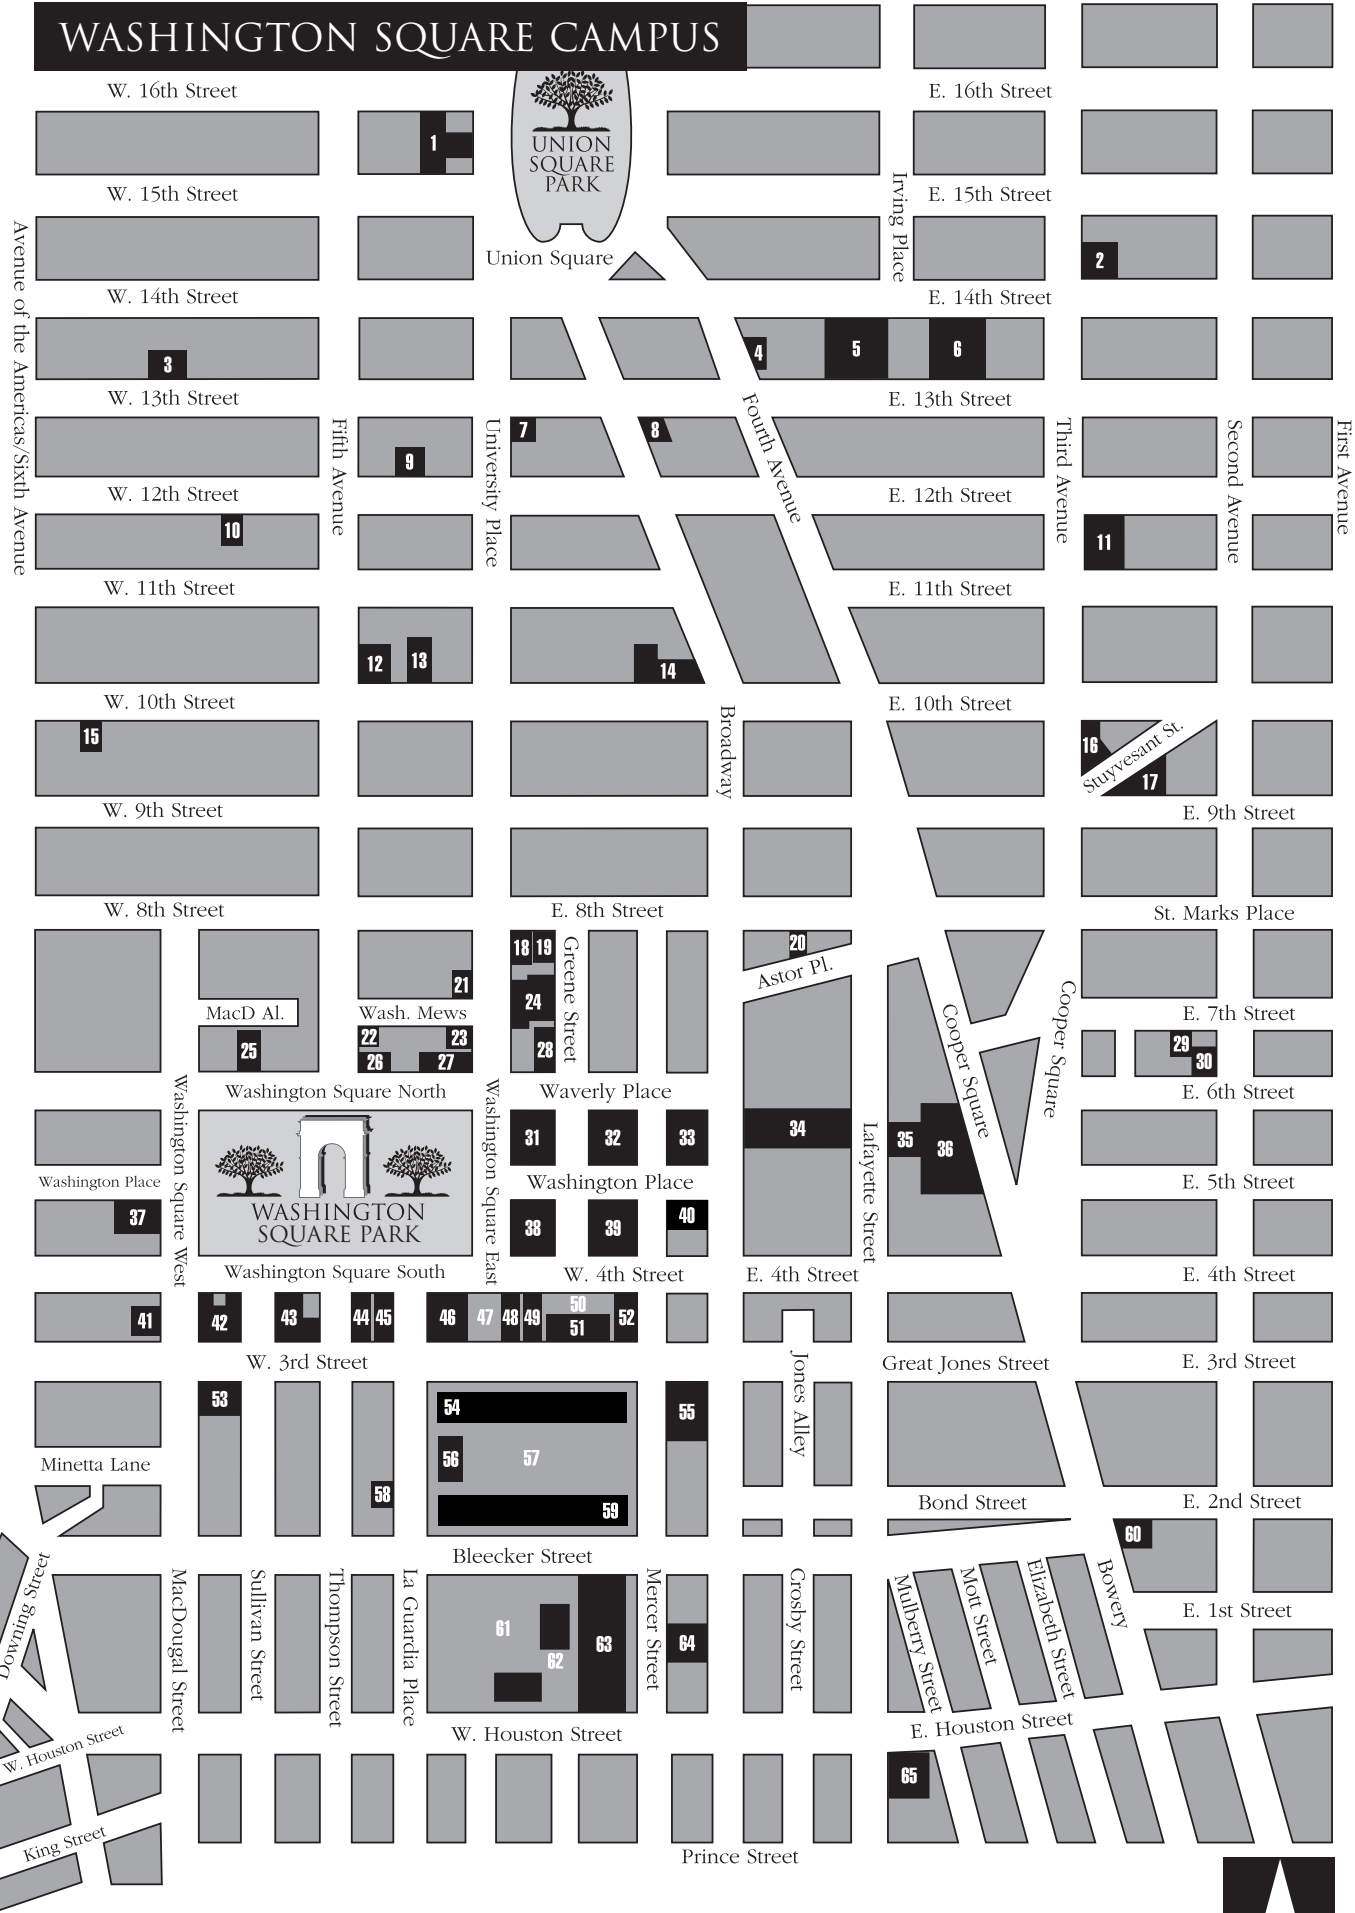 WASHINGTON SQUARE CAMPUS
W. 16th Street
E. 16th Street
1
UNION
SQUARE
PARK
W. 15th Street
Irving Place
E. 15th Street
Avenue of the Americas/Sixth Avenue
Union Square
2
W. 14th Street
E. 14th Street
3
4
5
6
W. 13th Street
E. 13th Street
Fifth Avenue
University Place
Fourth Avenue
Third Avenue
Second Avenue
First Avenue
7
8
9
W. 12th Street
E. 12th Street
10
11
W. 11th Street
E. 11th Street
12
13
14
W. 10th Street
E. 10th Street
Broadway
15
16
Stuyvesant St.
17
W. 9th Street
E. 9th Street
W. 8th Street
E. 8th Street
St. Marks Place
18
19
20
Greene Street
Astor Pl.
21
24
MacD Al.
Wash. Mews
Cooper Square
Cooper Square
E. 7th Street
22
23
25
26
27
28
29
30
Washington Square North
Waverly Place
E. 6th Street
Washington Square West
Washington Square East
31
32
33
34
Lafayette Street
35
36
Washington Place
Washington Place
E. 5th Street
WASHINGTON
SQUARE PARK
37
38
39
40
Washington Square South
W. 4th Street
E. 4th Street
E. 4th Street
41
42
43
44
45
46
47
48
49
50
51
52
W. 3rd Street
Jones Alley
Great Jones Street
E. 3rd Street
53
54
55
56
57
58
59
Minetta Lane
Bond Street
E. 2nd Street
60
Bleecker Street
Downing Street
MacDougal Street
Sullivan Street
Thompson Street
La Guardia Place
Mercer Street
Crosby Street
Mulberry Street
Mott Street
Elizabeth Street
Bowery
E. 1st Street
61
62
63
64
W. Houston Street
W. Houston Street
E. Houston Street
65
King Street
Prince Street